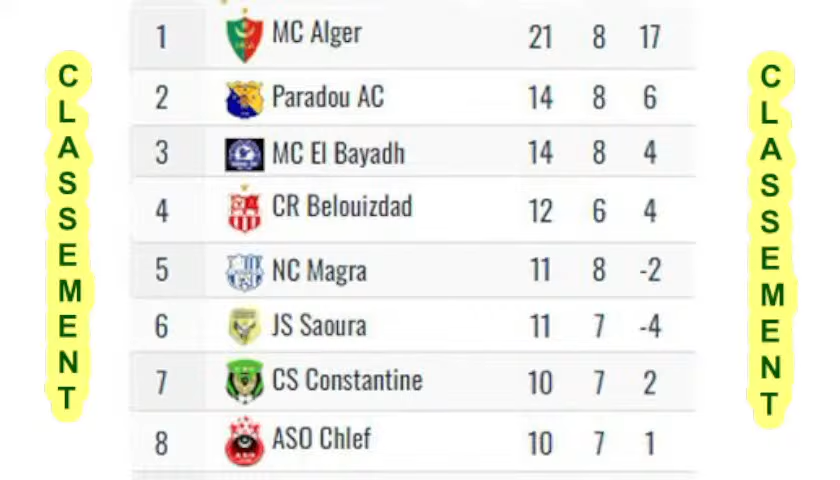 CLASSEMENT
1 MC Alger 21 8 17
2 Paradou AC 14 8 6
3 MC El Bayadh 14 8 4
4 CR Belouizdad 12 6 4
5 NC Magra 11 8 -2
6 JS Saoura 11 7 -4
7 CS Constantine 10 7 2
8 ASO Chlef 10 7 1
CLASSEMENT